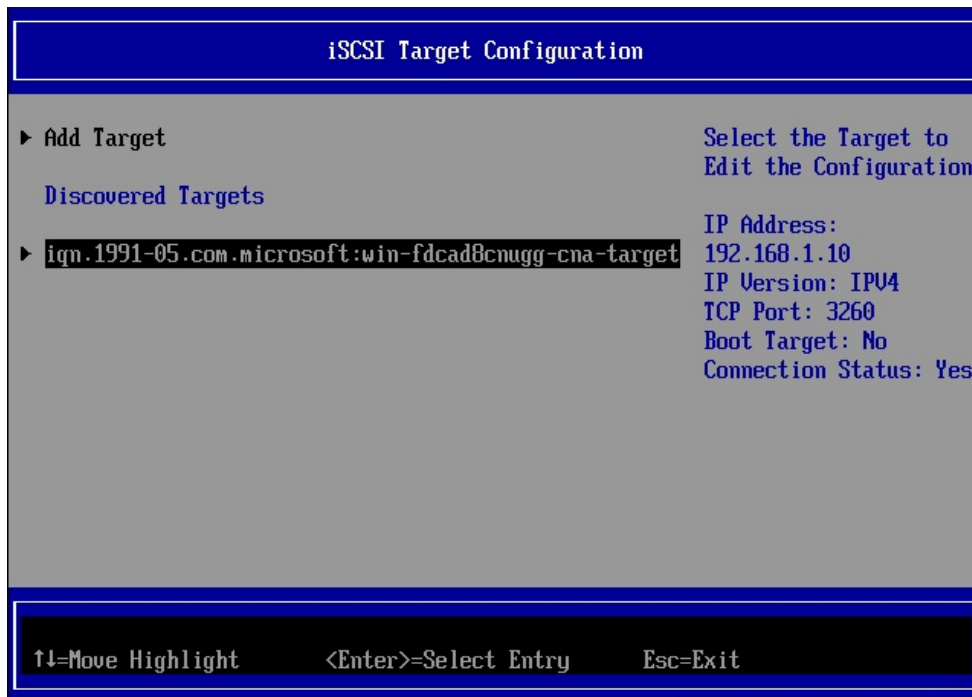 iSCSI Target Configuration
Add Target
Discovered Targets
iqn.1991-05.com.microsoft:win-fdcad8cnugg-cna-target
Select the Target to
Edit the Configuration
IP Address:
192.168.1.10
IP Version: IPV4
TCP Port: 3260
Boot Target: No
Connection Status: Yes
↑↓=Move Highlight <Enter>=Select Entry Esc=Exit